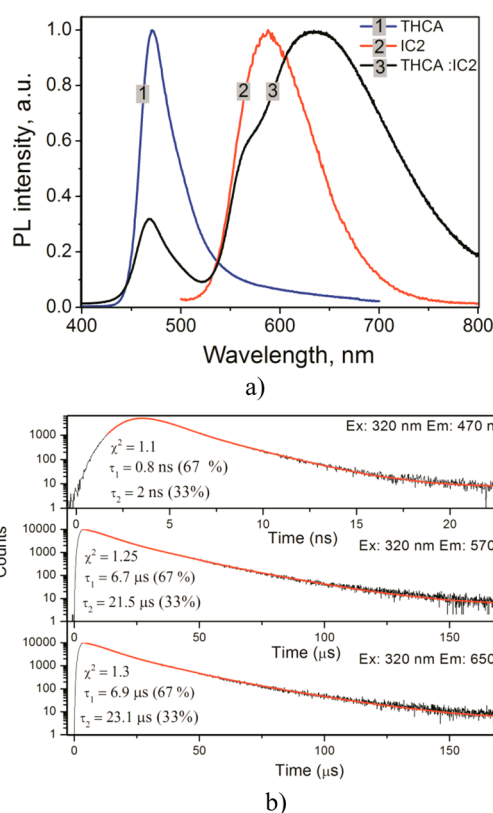 1 THCA
2 IC2
3 THCA :IC2
1 2 3
PL intensity, a.u.
1.0
0.8
0.6
0.4
0.2
0.0
400 500 600 700 800
Wavelength, nm
a)
Ex: 320 nm Em: 470 n
χ² = 1.1
τ₁ = 0.8 ns (67 %)
τ₂ = 2 ns (33%)
1000
100
10
1
0 5 10 15 20
Time (ns)
Ex: 320 nm Em: 570
χ² = 1.25
τ₁ = 6.7 μs (67 %)
τ₂ = 21.5 μs (33%)
10000
1000
100
10
1
0 50 100 150
Time (μs)
Counts
Ex: 320 nm Em: 650
χ² = 1.3
τ₁ = 6.9 μs (67 %)
τ₂ = 23.1 μs (33%)
10000
1000
100
10
1
0 50 100 150
Time (μs)
b)